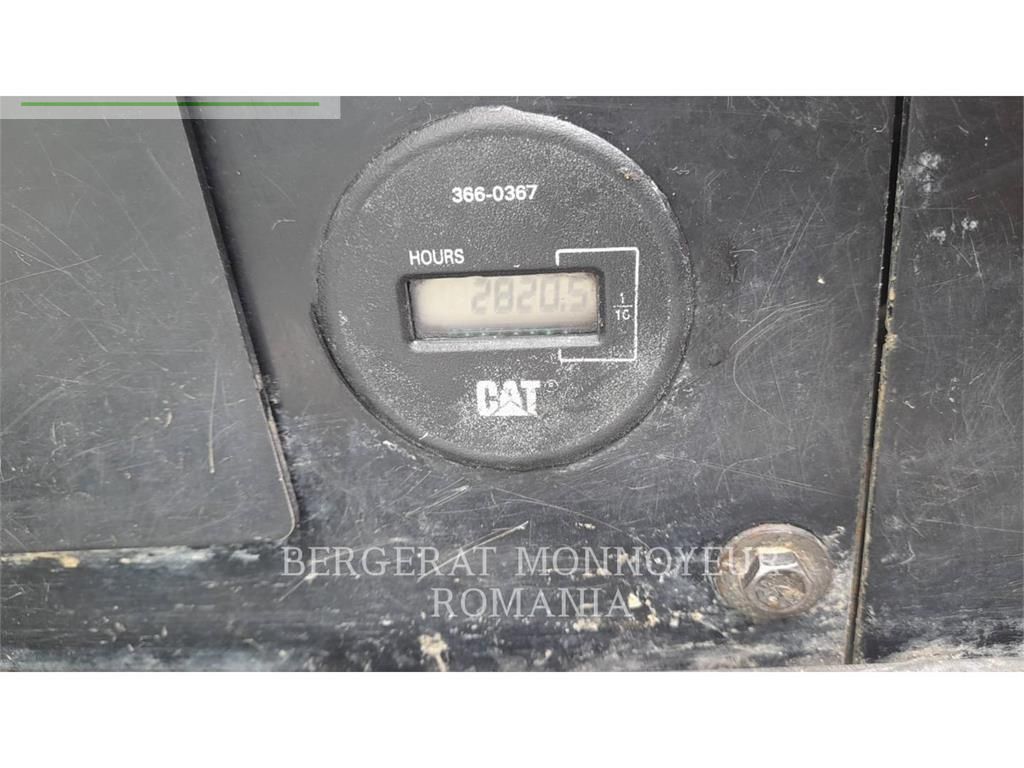 366-0367
HOURS
2820.5
1/10
CAT®
BERGERAT MONNOYEUR
ROMANIA